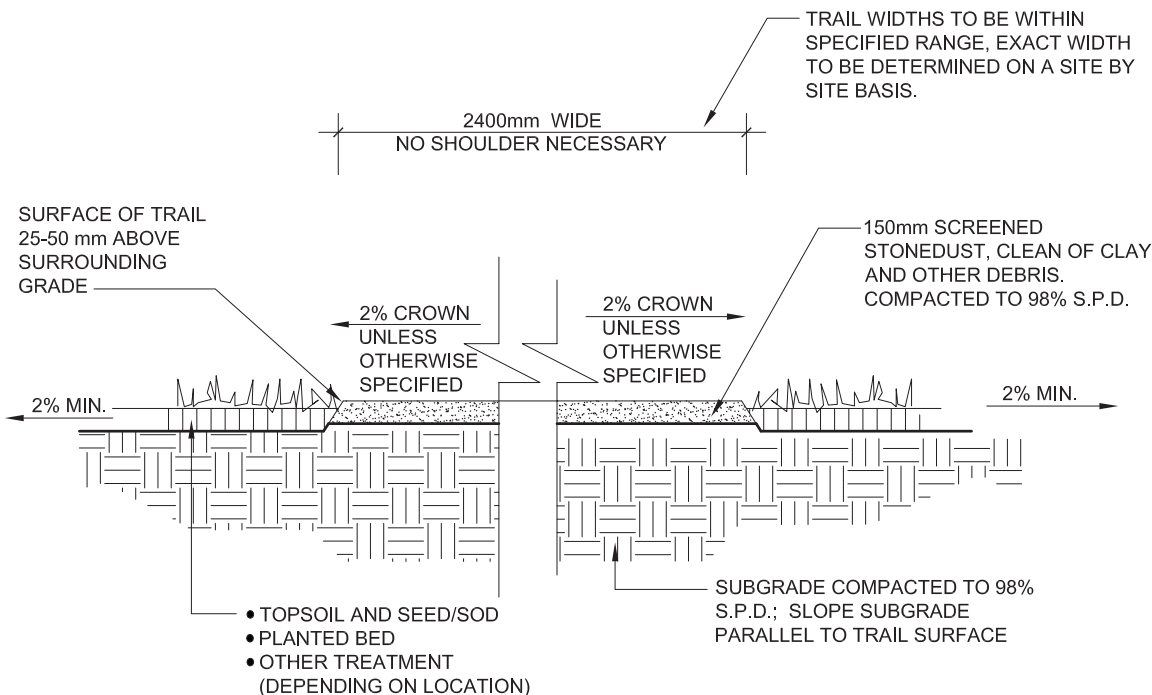 TRAIL WIDTHS TO BE WITHIN
SPECIFIED RANGE, EXACT WIDTH
TO BE DETERMINED ON A SITE BY
SITE BASIS.
2400mm WIDE
NO SHOULDER NECESSARY
SURFACE OF TRAIL
25-50 mm ABOVE
SURROUNDING
GRADE
150mm SCREENED
STONEDUST, CLEAN OF CLAY
AND OTHER DEBRIS.
COMPACTED TO 98% S.P.D.
2% CROWN
UNLESS
OTHERWISE
SPECIFIED
2% CROWN
UNLESS
OTHERWISE
SPECIFIED
2% MIN.
2% MIN.
• TOPSOIL AND SEED/SOD
• PLANTED BED
• OTHER TREATMENT
(DEPENDING ON LOCATION)
SUBGRADE COMPACTED TO 98%
S.P.D.; SLOPE SUBGRADE
PARALLEL TO TRAIL SURFACE